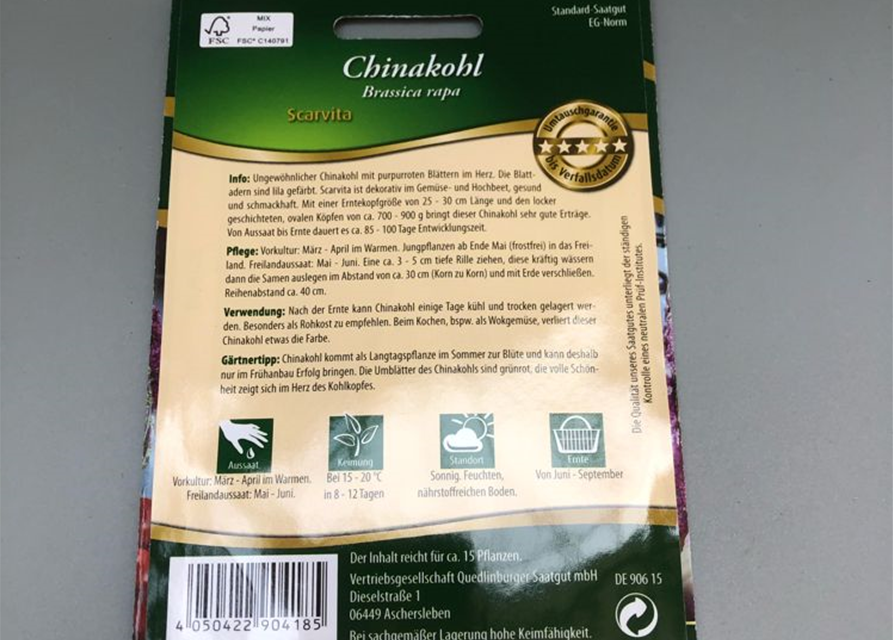 MIX
Papier
FSC
FSC® C140791
Standard-Saatgut
EG-Norm
Chinakohl
Brassica rapa
Scarvita
Umtauschgarantie
bis Verfallsdatum
Info: Ungewöhnlicher Chinakohl mit purpurroten Blättern im Herz. Die Blatt-
adern sind lila gefärbt. Scarvita ist dekorativ im Gemüse- und Hochbeet, gesund
und schmackhaft. Mit einer Erntekopfgröße von 25 - 30 cm Länge und den locker
geschichteten, ovalen Köpfen von ca. 700 - 900 g bringt dieser Chinakohl sehr gute Erträge.
Von Aussaat bis Ernte dauert es ca. 85 - 100 Tage Entwicklungszeit.
Pflege: Vorkultur: März - April im Warmen. Jungpflanzen ab Ende Mai (frostfrei) in das Frei-
land. Freilandaussaat: Mai - Juni. Eine ca. 3 - 5 cm tiefe Rille ziehen, diese kräftig wässern
dann die Samen auslegen im Abstand von ca. 30 cm (Korn zu Korn) und mit Erde verschließen.
Reihenabstand ca. 40 cm.
Verwendung: Nach der Ernte kann Chinakohl einige Tage kühl und trocken gelagert wer-
den. Besonders als Rohkost zu empfehlen. Beim Kochen, bspw. als Wokgemüse, verliert dieser
Chinakohl etwas die Farbe.
Gärtnertipp: Chinakohl kommt als Langtagspflanze im Sommer zur Blüte und kann deshalb
nur im Frühanbau Erfolg bringen. Die Umblätter des Chinakohls sind grünrot, die volle Schön-
heit zeigt sich im Herz des Kohlkopfes.
Die Qualität unseres Saatgutes unterliegt der ständigen
Kontrolle eines neutralen Prüf-Institutes.
Aussaat
Vorkultur: März - April im Warmen.
Freilandaussaat: Mai - Juni.
Keimung
Bei 15 - 20 °C
in 8 - 12 Tagen
Standort
Sonnig. Feuchten,
nährstoffreichen Boden.
Ernte
Von Juni - September
4 050422 904185
Der Inhalt reicht für ca. 15 Pflanzen.
Vertriebsgesellschaft Quedlinburger Saatgut mbH
Dieselstraße 1
06449 Aschersleben
Bei sachgemäßer Lagerung hohe Keimfähigkeit.
DE 906 15